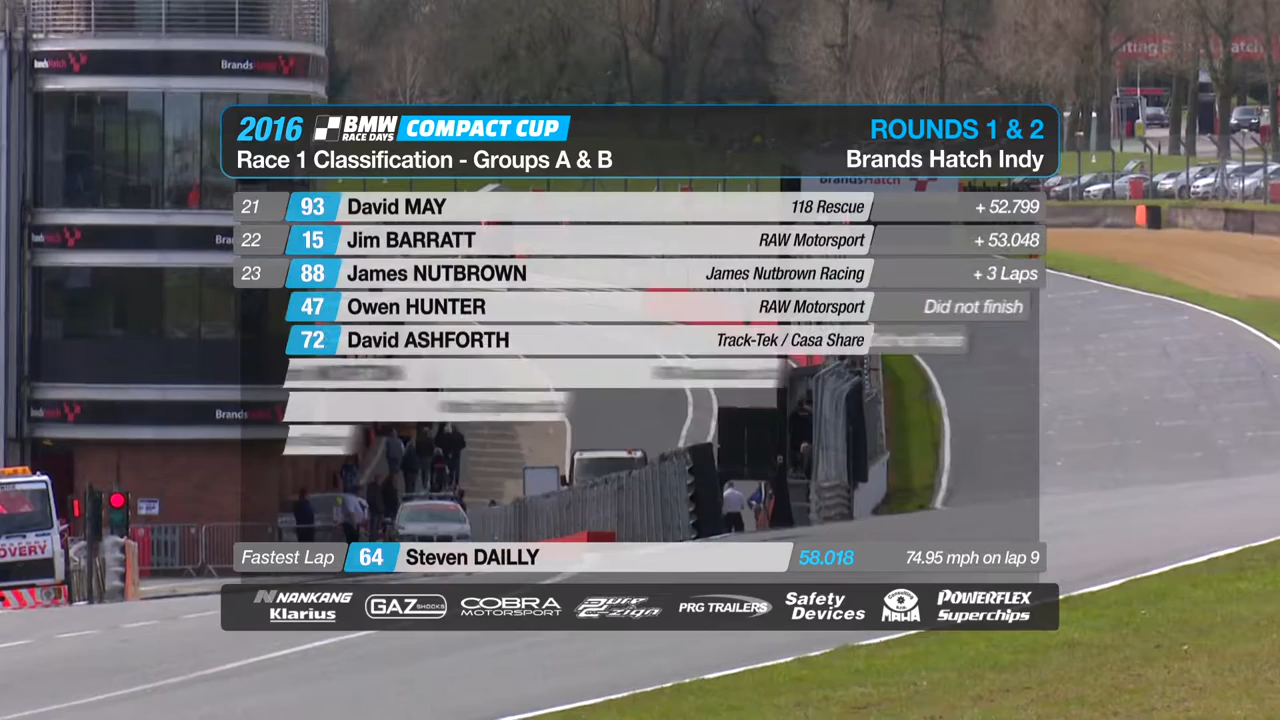 2016 BMW RACE DAYS COMPACT CUP ROUNDS 1 & 2
Race 1 Classification - Groups A & B Brands Hatch Indy
21 93 David MAY 118 Rescue + 52.799
22 15 Jim BARRATT RAW Motorsport + 53.048
23 88 James NUTBROWN James Nutbrown Racing + 3 Laps
47 Owen HUNTER RAW Motorsport Did not finish
72 David ASHFORTH Track-Tek / Casa Share
Fastest Lap 64 Steven DAILLY 58.018 74.95 mph on lap 9
NANKANG Klarius GAZ SHOCKS COBRA MOTORSPORT PRG TRAILERS Safety Devices MAHA POWERFLEX Superchips
BrandsHatch
OVERY